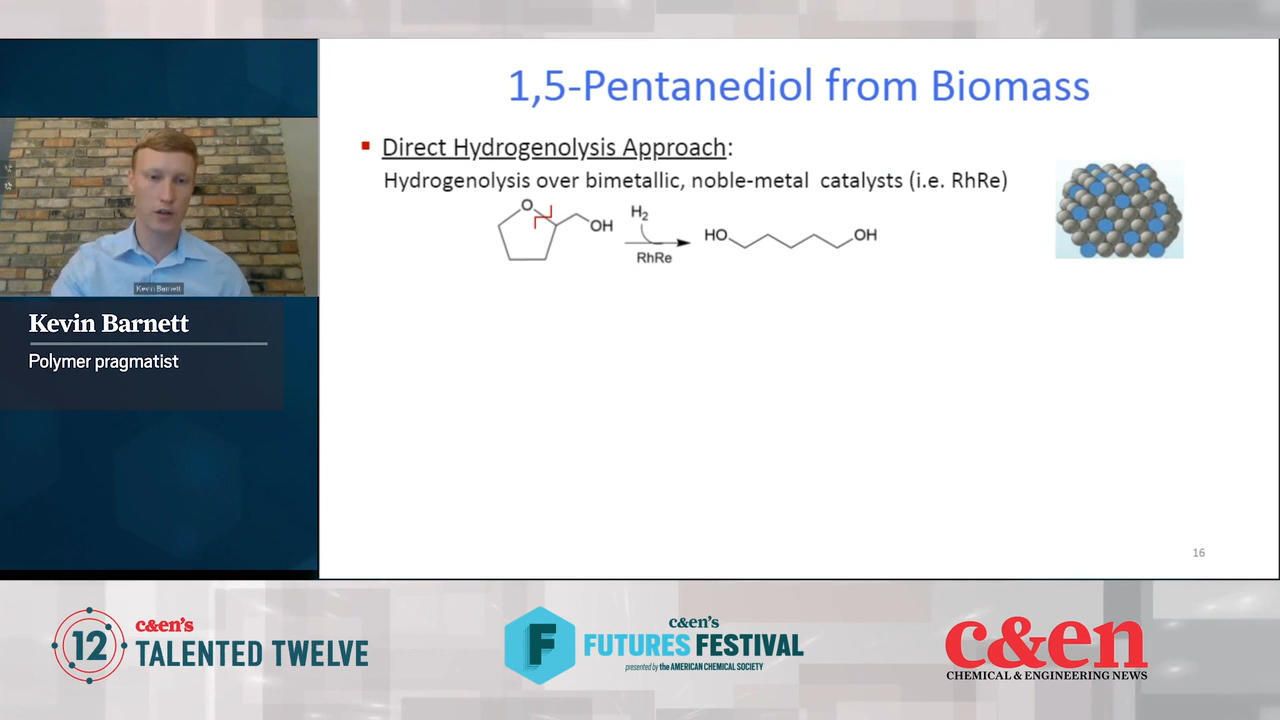 1,5-Pentanediol from Biomass
Direct Hydrogenolysis Approach:
Hydrogenolysis over bimetallic, noble-metal catalysts (i.e. RhRe)
O
OH
H2
RhRe
HO
OH
16
Kevin Barnett
Kevin Barnett
Polymer pragmatist
12
c&en's
TALENTED TWELVE
F
c&en's
FUTURES FESTIVAL
presented by the AMERICAN CHEMICAL SOCIETY
c&en
CHEMICAL & ENGINEERING NEWS